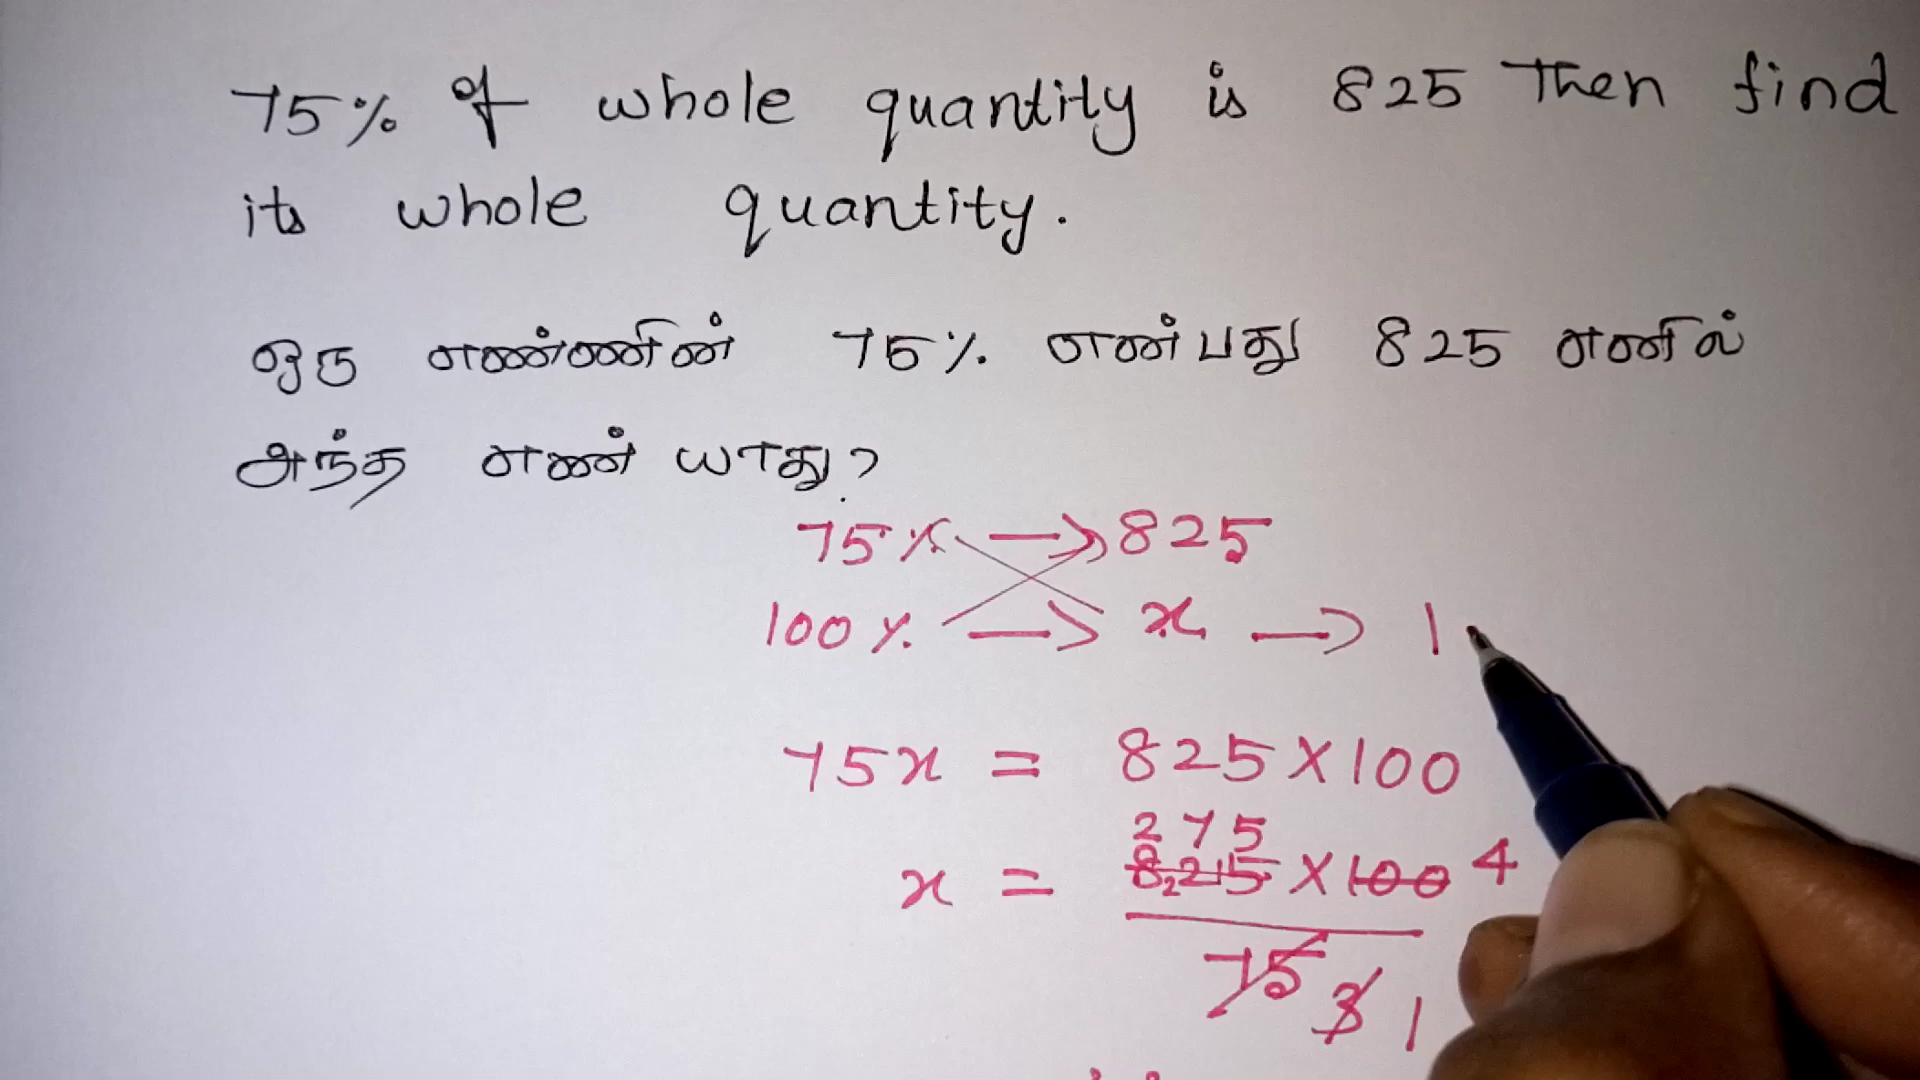 75% of whole quantity is 825 Then find
its whole quantity.
ஒரு எண்ணின் 75% என்பது 825 எனில்
அந்த எண் யாது?
75% → 825
100% → x → 1
75x = 825 X 100
275
x = 825 X 100 4
75 3 1